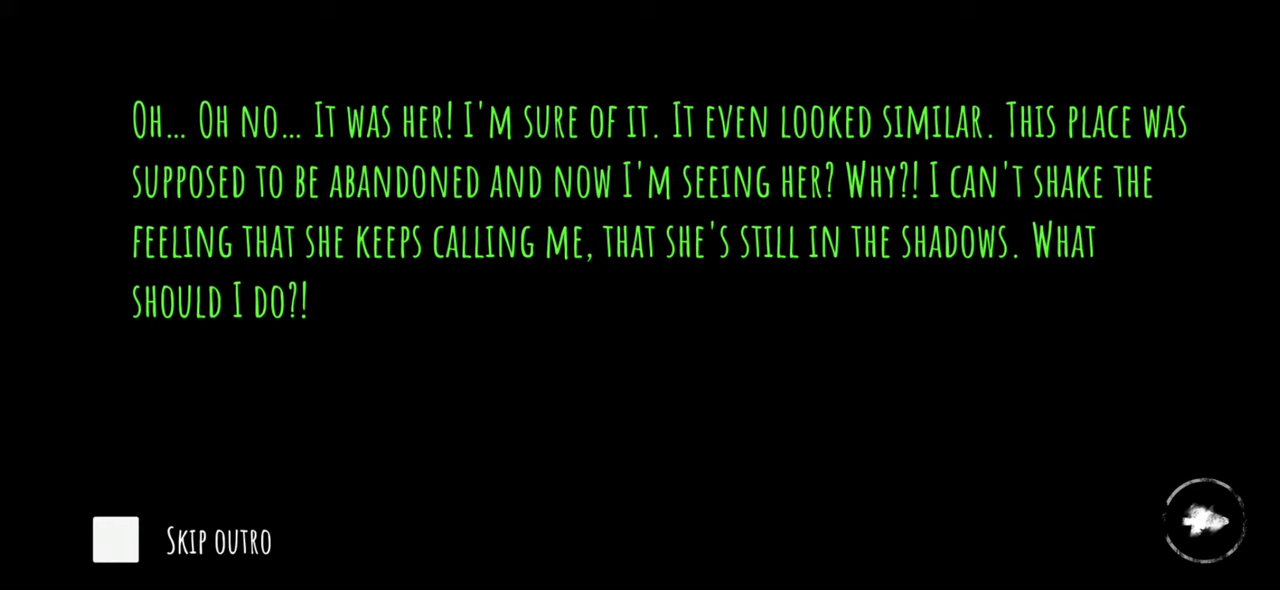 Oh... Oh no... It was her! I'm sure of it. It even looked similar. This place was
supposed to be abandoned and now I'm seeing her? Why?! I can't shake the
feeling that she keeps calling me, that she's still in the shadows. What
should I do?!
Skip outro